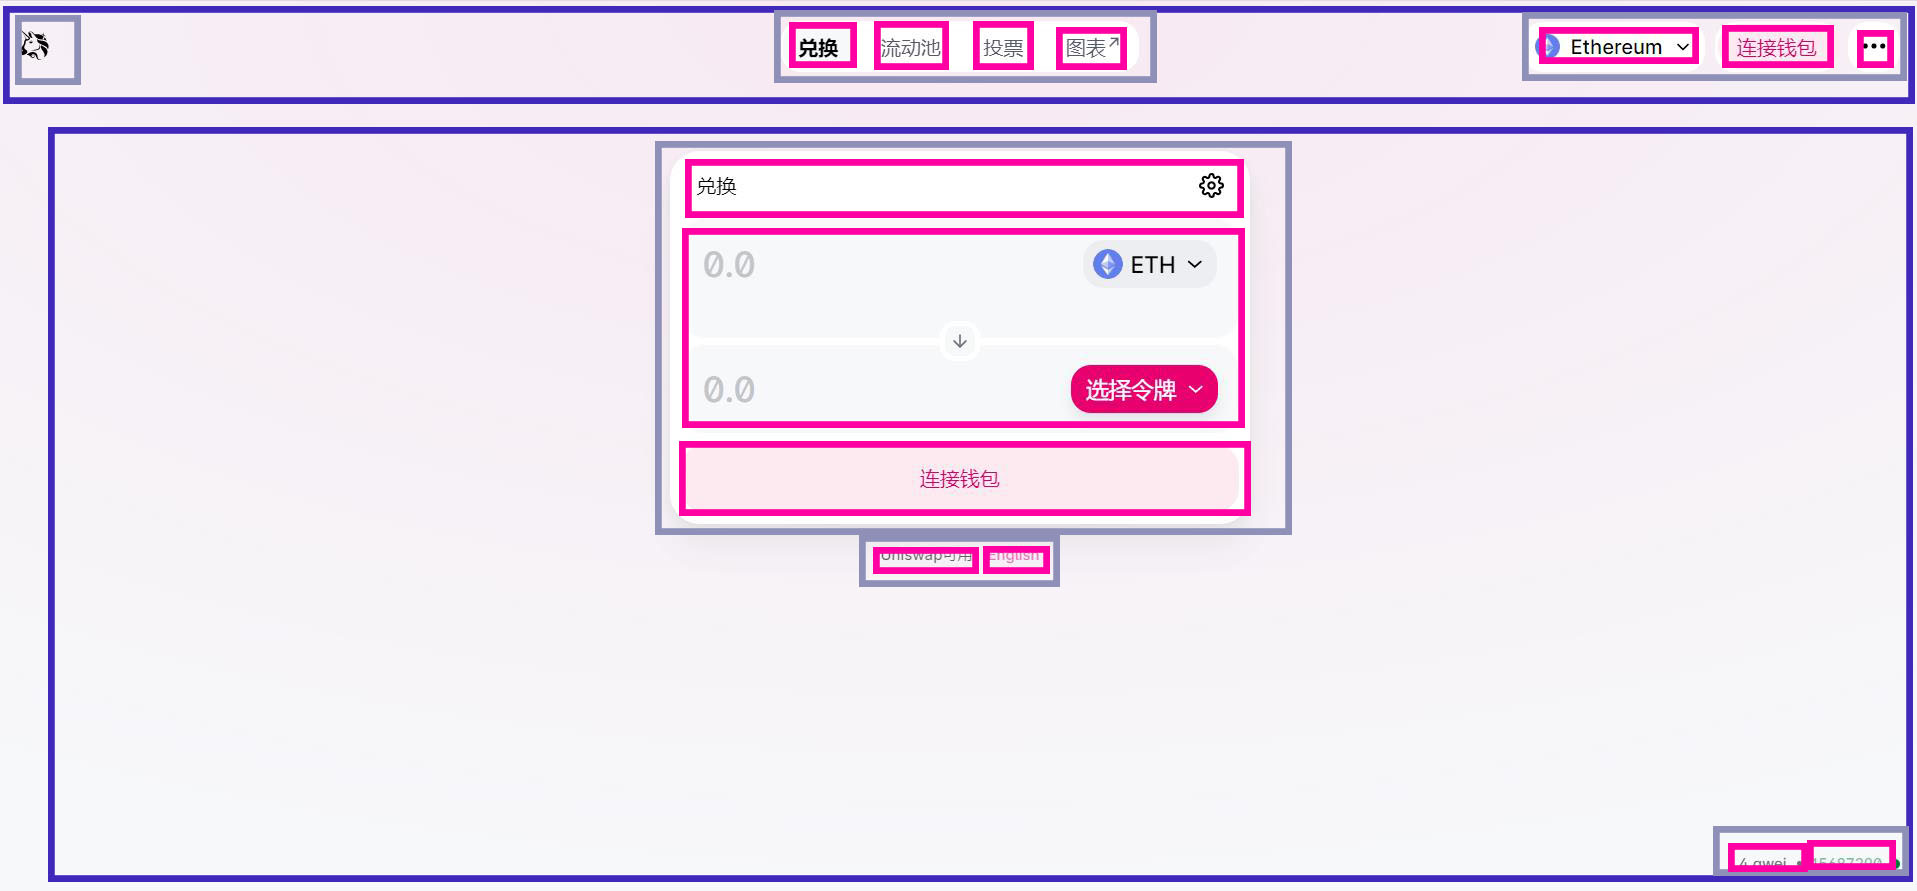 兑换 流动池 投票 图表↗ Ethereum 连接钱包 •••
兑换
0.0 ETH
0.0 选择令牌
连接钱包
Uniswap可用 English
4 gwei